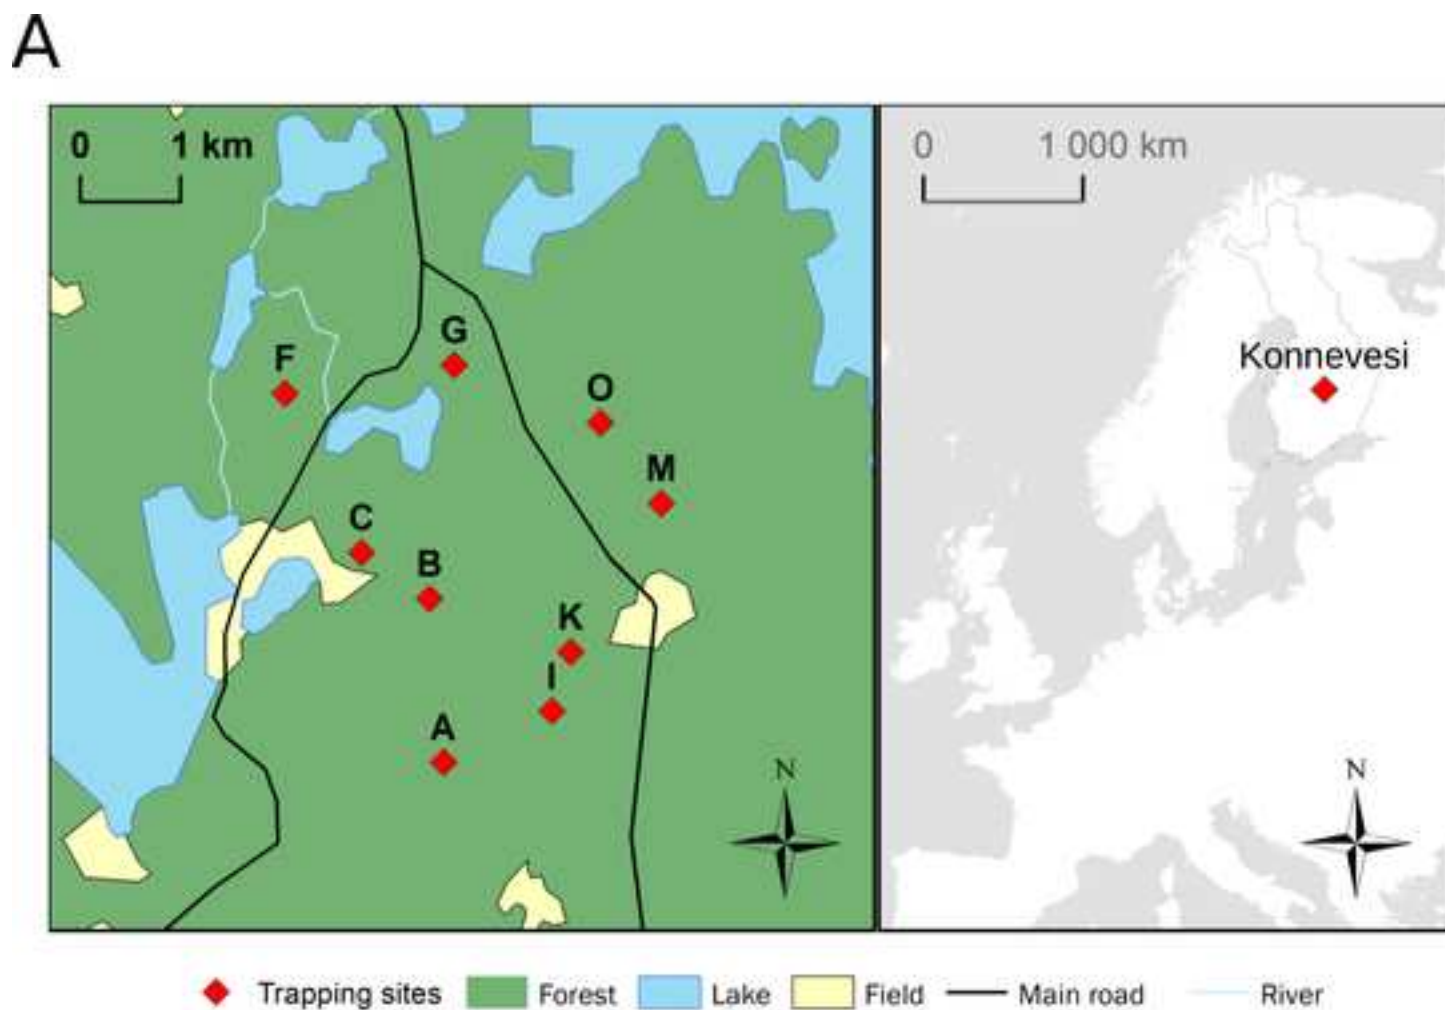 A
0 1 km
0 1 000 km
G
F
Konnevesi
O
M
C
B
K
I
A
N
N
Trapping sites Forest Lake Field Main road River